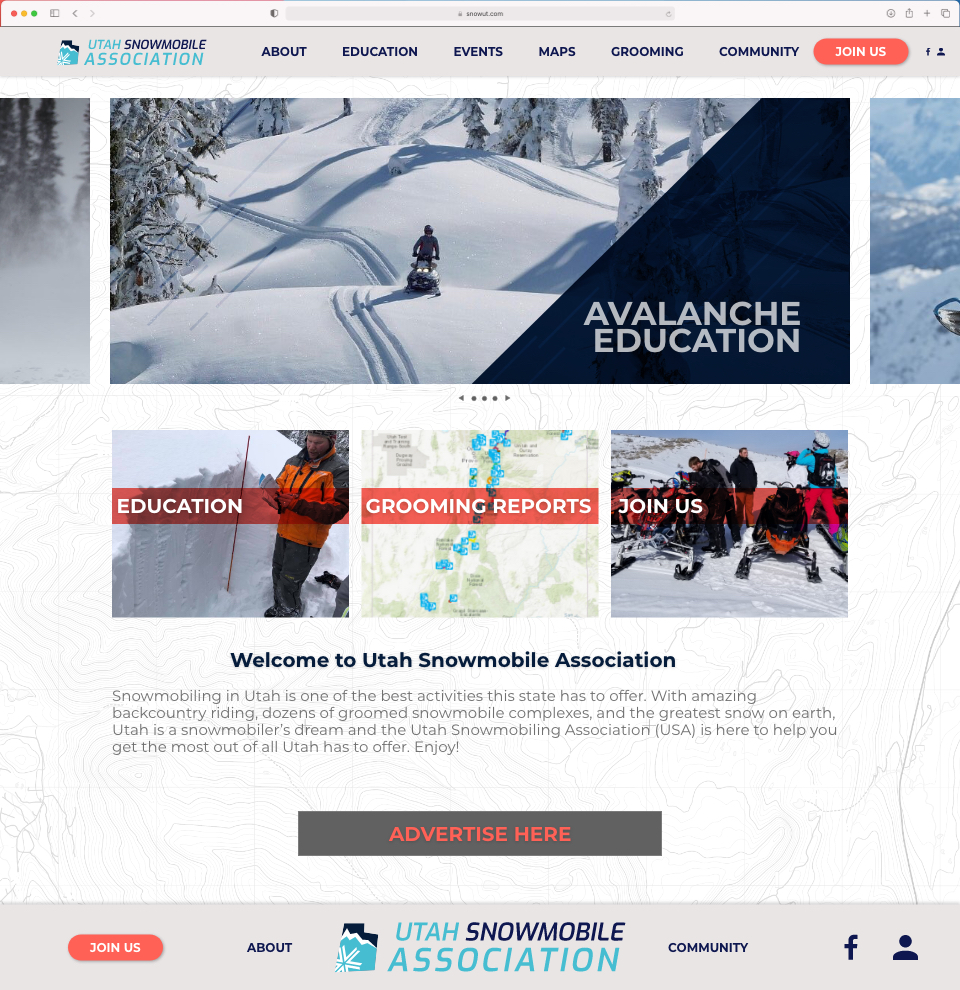 snowut.com
UTAH SNOWMOBILE
ASSOCIATION
ABOUT EDUCATION EVENTS MAPS GROOMING COMMUNITY JOIN US
AVALANCHE
EDUCATION
EDUCATION
GROOMING REPORTS
JOIN US
Welcome to Utah Snowmobile Association
Snowmobiling in Utah is one of the best activities this state has to offer. With amazing
backcountry riding, dozens of groomed snowmobile complexes, and the greatest snow on earth,
Utah is a snowmobiler's dream and the Utah Snowmobiling Association (USA) is here to help you
get the most out of all Utah has to offer. Enjoy!
ADVERTISE HERE
JOIN US
ABOUT
UTAH SNOWMOBILE
ASSOCIATION
COMMUNITY